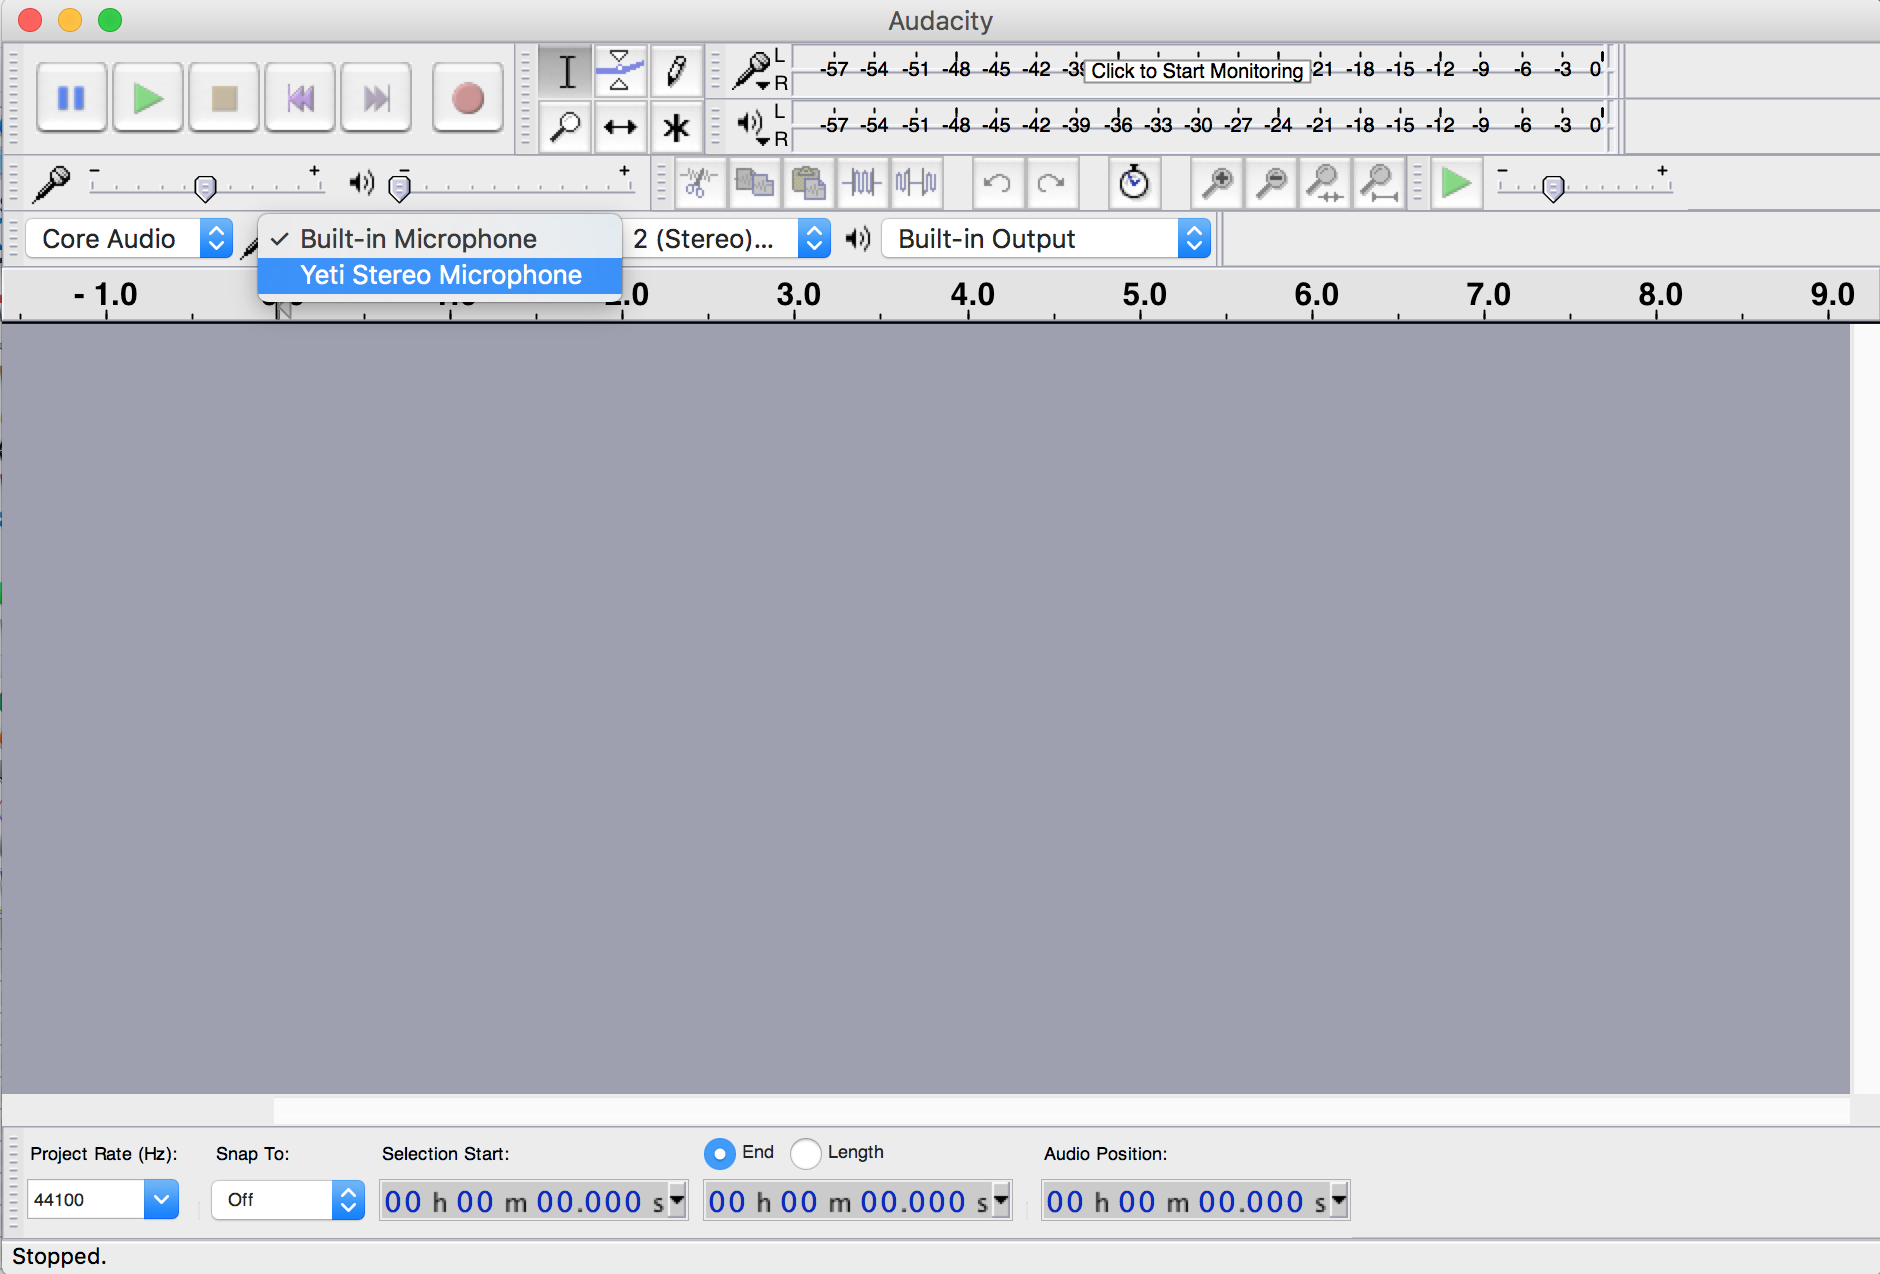 Audacity
L
R
-57 -54 -51 -48 -45 -42 -39 Click to Start Monitoring 21 -18 -15 -12 -9 -6 -3 0
L
R
-57 -54 -51 -48 -45 -42 -39 -36 -33 -30 -27 -24 -21 -18 -15 -12 -9 -6 -3 0
- + - + - +
Core Audio ✓ Built-in Microphone 2 (Stereo)... Built-in Output
Yeti Stereo Microphone
- 1.0 2.0 3.0 4.0 5.0 6.0 7.0 8.0 9.0
Project Rate (Hz): Snap To: Selection Start: End Length Audio Position:
44100 Off 00 h 00 m 00.000 s 00 h 00 m 00.000 s 00 h 00 m 00.000 s
Stopped.